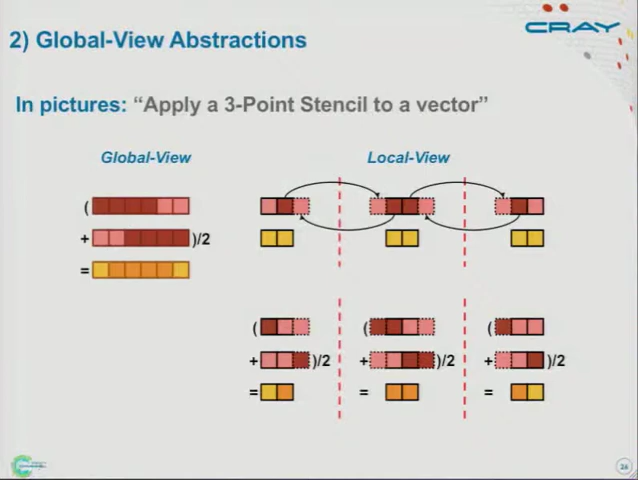 CRAY
2) Global-View Abstractions
In pictures: “Apply a 3-Point Stencil to a vector”
Global-View
Local-View
(
+ )/2
=
( ( (
+ )/2 + )/2 + )/2
= = =
26